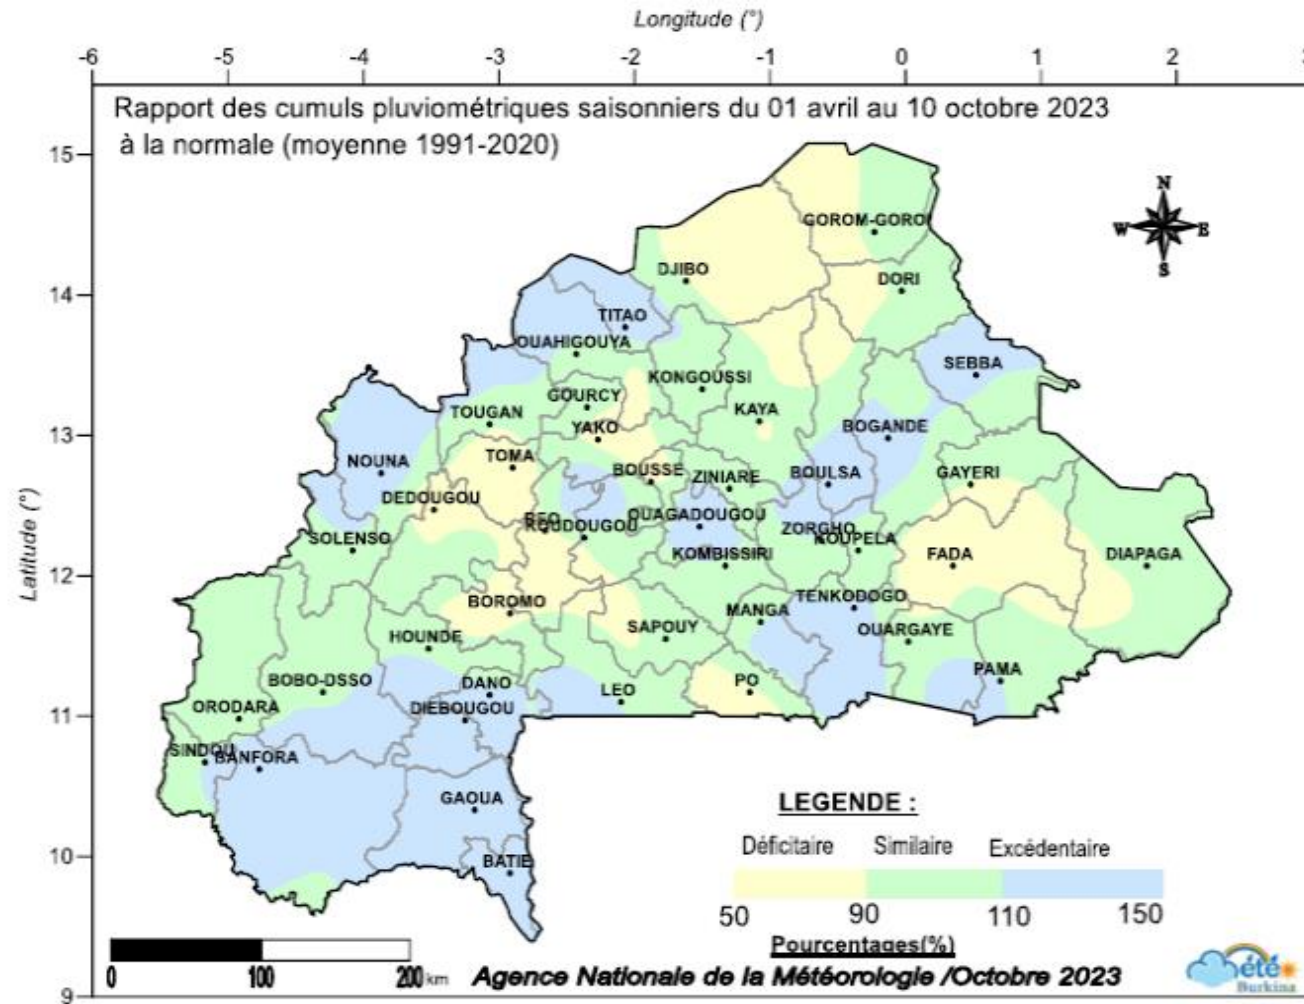 Longitude (°)
-6 -5 -4 -3 -2 -1 0 1 2 3
Rapport des cumuls pluviométriques saisonniers du 01 avril au 10 octobre 2023
à la normale (moyenne 1991-2020)
15
N
W E
S
GOROM-GORO
DJIBO
DORI
14
TITAO
OUAHIGOUYA
SEBBA
KONGOUSSI
GOURCY
TOUGAN
KAYA
13
YAKO
BOGANDE
TOMA
NOUNA
BOUSSE
ZINIARE
BOULSA
GAYERI
DEDOUGOU
Latitude (°)
REO
KOUDOUGOU
OUAGADOUGOU
ZORGHO
KOUPELA
SOLENSO
KOMBISSIRI
FADA
DIAPAGA
12
BOROMO
TENKODOGO
MANGA
HOUNDE
SAPOUY
OUARGAYE
BOBO-DSSO
DANO
LEO
PO
PAMA
ORODARA
DIEBOUGOU
11
SINDOU
BANFORA
GAOUA
LEGENDE :
Déficitaire Similaire Excédentaire
10
BATIE
50 90 110 150
Pourcentages(%)
0 100 200 km
Agence Nationale de la Météorologie /Octobre 2023
été
Burkina
9